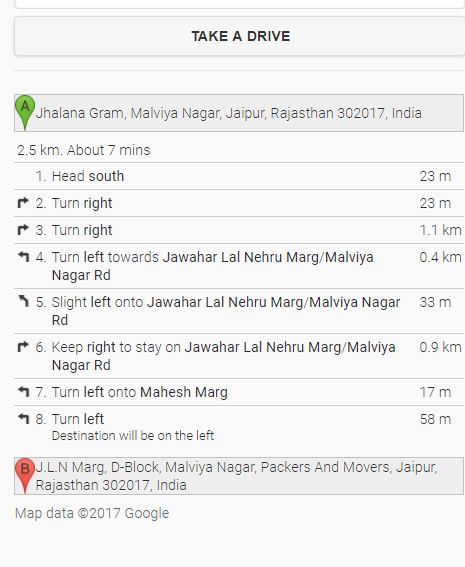 TAKE A DRIVE
A
Jhalana Gram, Malviya Nagar, Jaipur, Rajasthan 302017, India
2.5 km. About 7 mins
1. Head south 23 m
2. Turn right 23 m
3. Turn right 1.1 km
4. Turn left towards Jawahar Lal Nehru Marg/Malviya 0.4 km
Nagar Rd
5. Slight left onto Jawahar Lal Nehru Marg/Malviya Nagar 33 m
Rd
6. Keep right to stay on Jawahar Lal Nehru Marg/Malviya 0.9 km
Nagar Rd
7. Turn left onto Mahesh Marg 17 m
8. Turn left 58 m
Destination will be on the left
B
J.L.N Marg, D-Block, Malviya Nagar, Packers And Movers, Jaipur,
Rajasthan 302017, India
Map data ©2017 Google